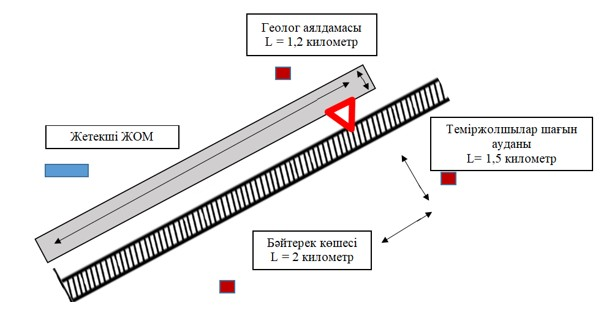 Геолог аялдамасы
L = 1,2 километр
Жетекші ЖОМ
Теміржолшылар шағын
ауданы
L= 1,5 километр
Бәйтерек көшесі
L = 2 километр